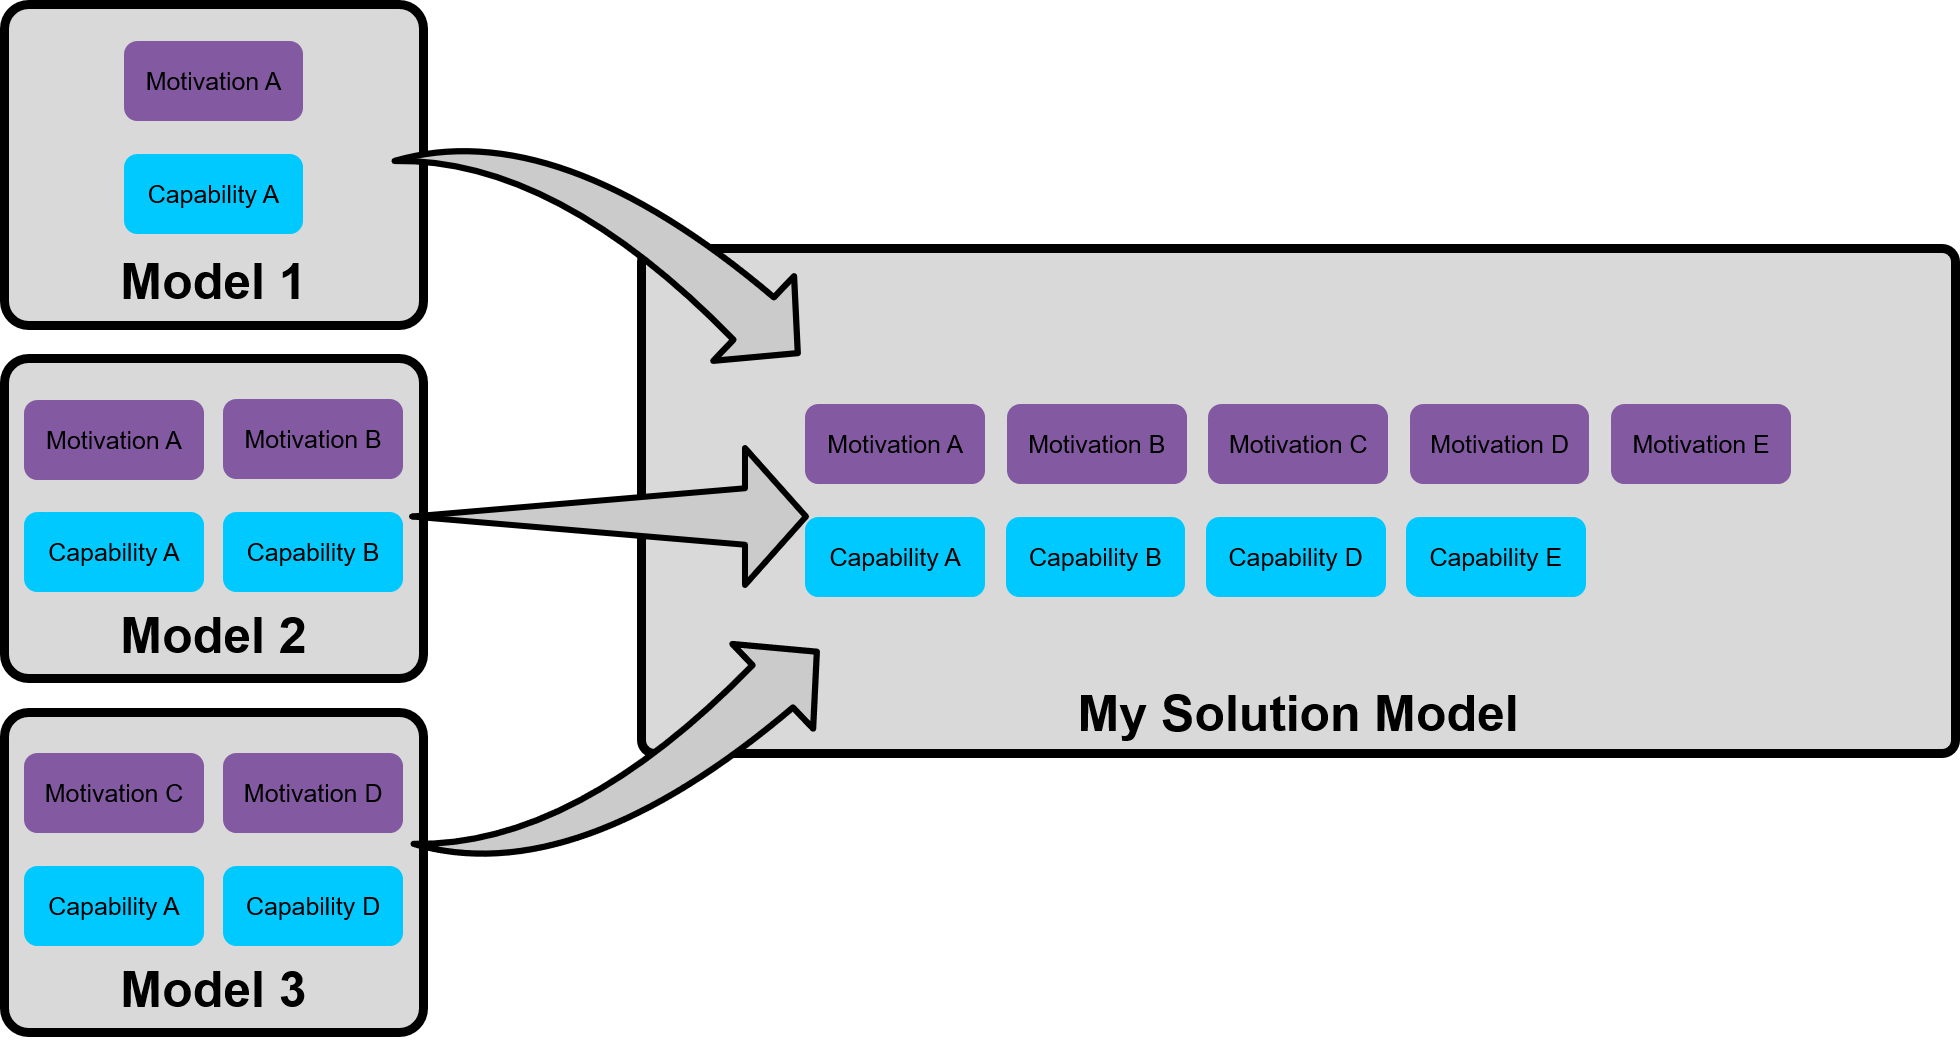 Motivation A
Capability A
Model 1
Motivation A
Motivation B
Capability A
Capability B
Model 2
Motivation C
Motivation D
Capability A
Capability D
Model 3
Motivation A
Motivation B
Motivation C
Motivation D
Motivation E
Capability A
Capability B
Capability D
Capability E
My Solution Model